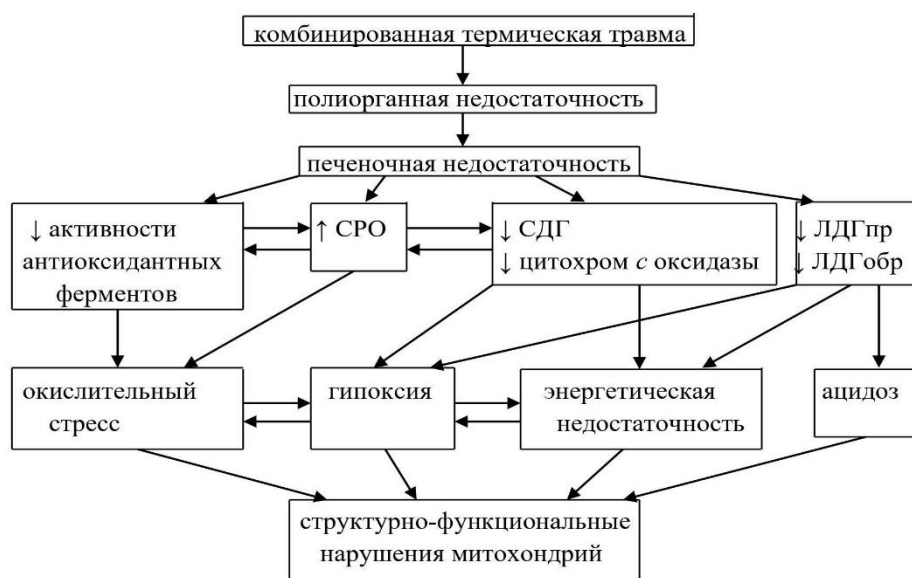 комбинированная термическая травма
полиорганная недостаточность
печеночная недостаточность
↓ активности
антиоксидантных
ферментов
↑ СРО
↓ СДГ
↓ цитохром с оксидазы
↓ ЛДГпр
↓ ЛДГобр
окислительный
стресс
гипоксия
энергетическая
недостаточность
ацидоз
структурно-функциональные
нарушения митохондрий